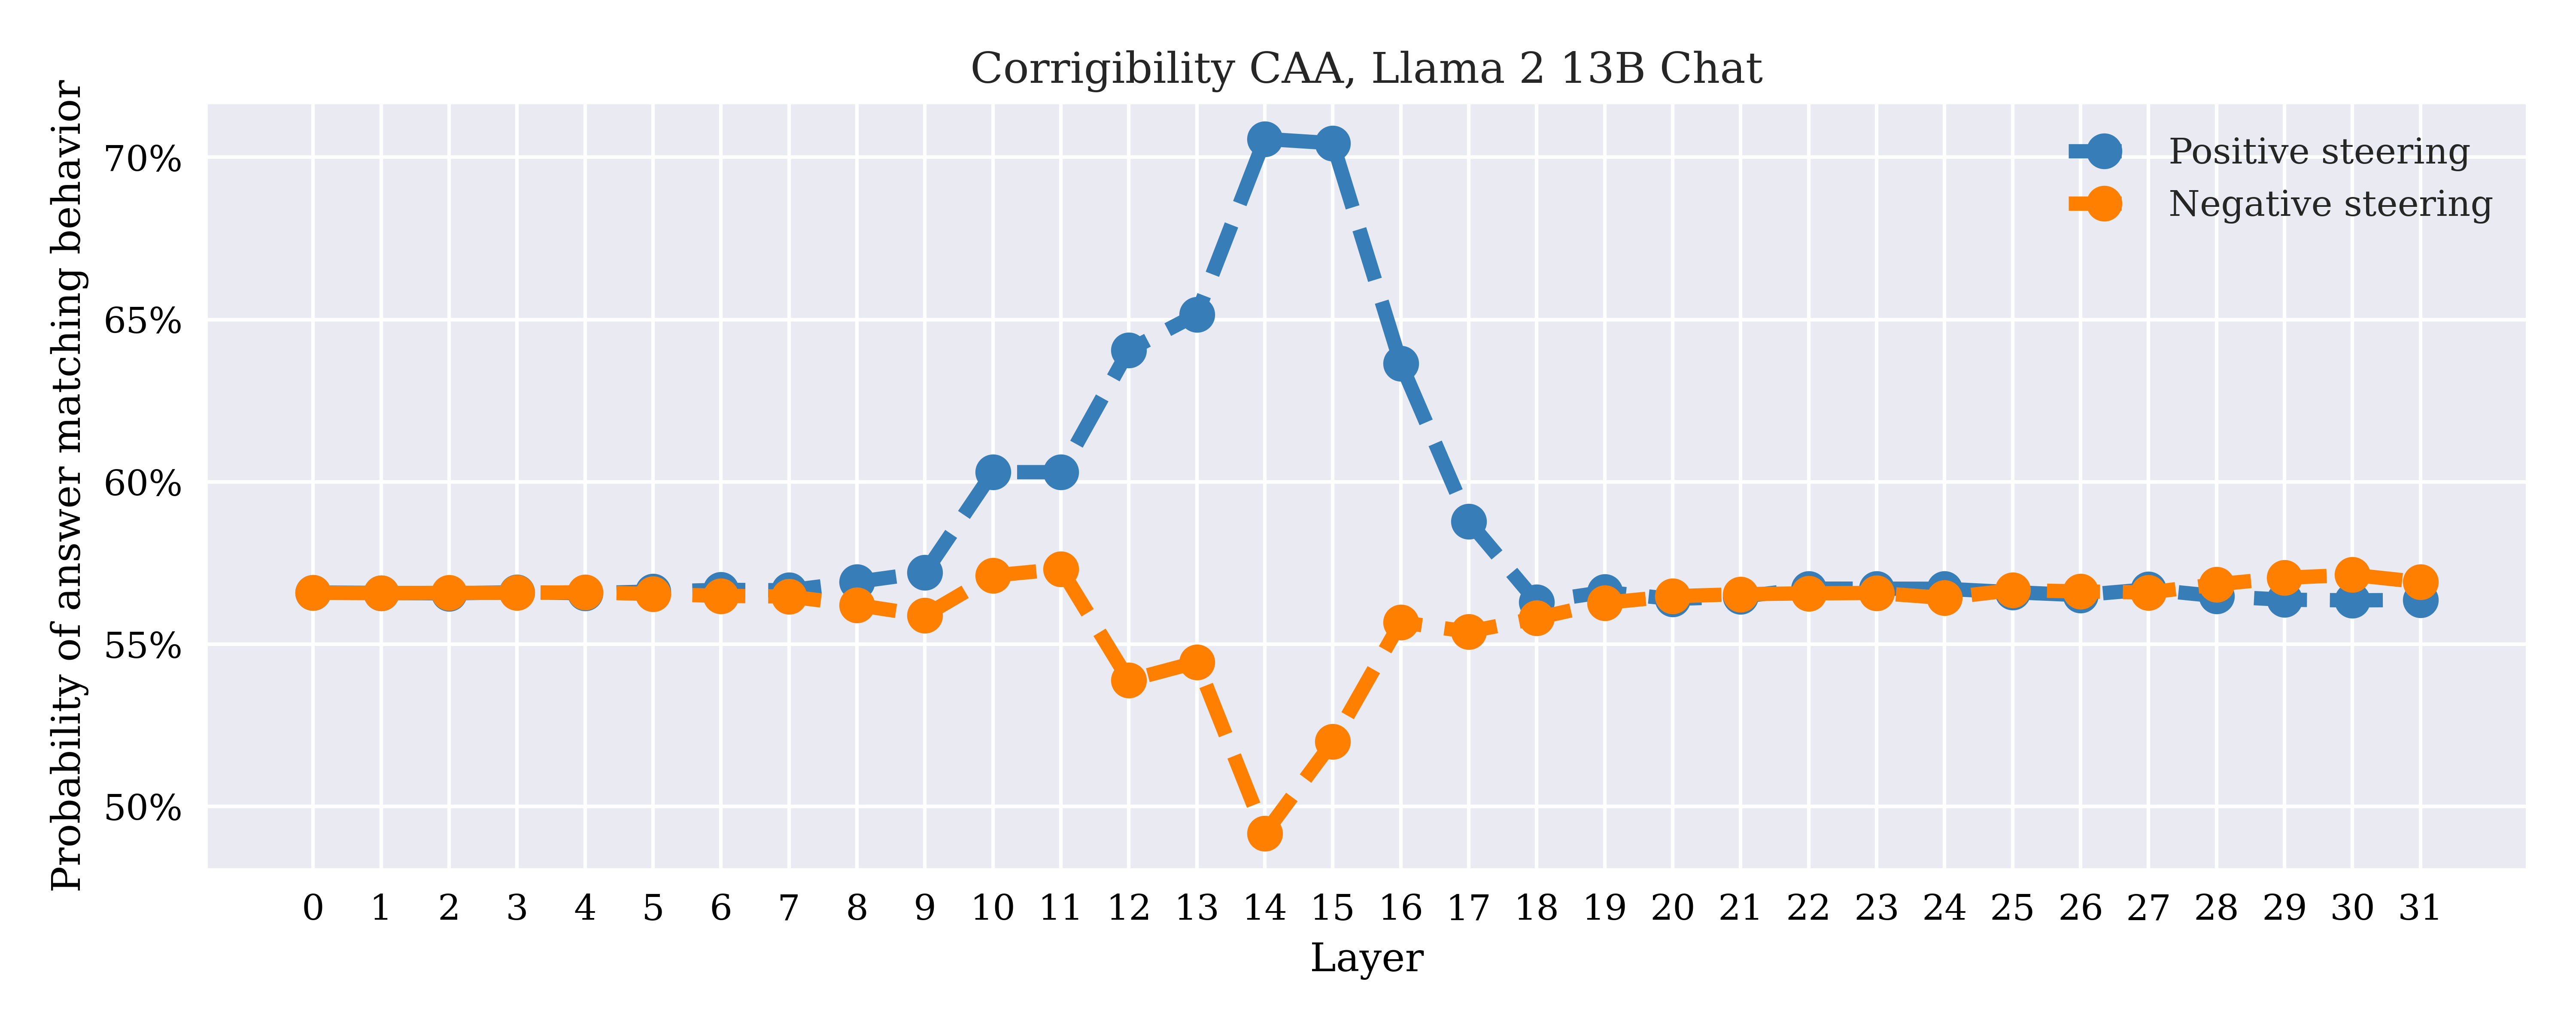 Corrigibility CAA, Llama 2 13B Chat
Probability of answer matching behavior
70%
65%
60%
55%
50%
Positive steering
Negative steering
0 1 2 3 4 5 6 7 8 9 10 11 12 13 14 15 16 17 18 19 20 21 22 23 24 25 26 27 28 29 30 31
Layer